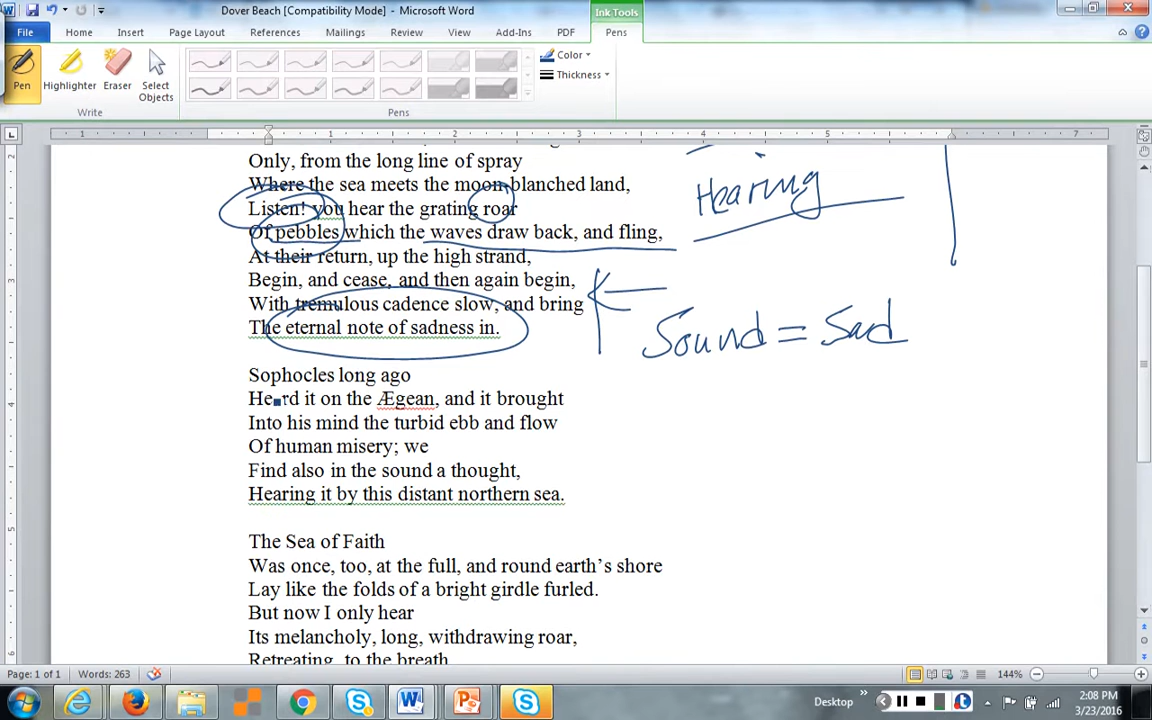 Dover Beach [Compatibility Mode] - Microsoft Word
Ink Tools
File Home Insert Page Layout References Mailings Review View Add-Ins PDF Pens
Pen Highlighter Eraser Select Objects
Color
Thickness
Write Pens
1 1 2 3 4 5 7
Only, from the long line of spray
Where the sea meets the moon-blanched land,
Listen! you hear the grating roar
Of pebbles which the waves draw back, and fling,
At their return, up the high strand,
Begin, and cease, and then again begin,
With tremulous cadence slow, and bring
The eternal note of sadness in.
Hearing
Sound = Sad
Sophocles long ago
Heard it on the Ægean, and it brought
Into his mind the turbid ebb and flow
Of human misery; we
Find also in the sound a thought,
Hearing it by this distant northern sea.
The Sea of Faith
Was once, too, at the full, and round earth’s shore
Lay like the folds of a bright girdle furled.
But now I only hear
Its melancholy, long, withdrawing roar,
Retreating, to the breath
Page: 1 of 1 Words: 263 144%
Desktop
2:08 PM
3/23/2016